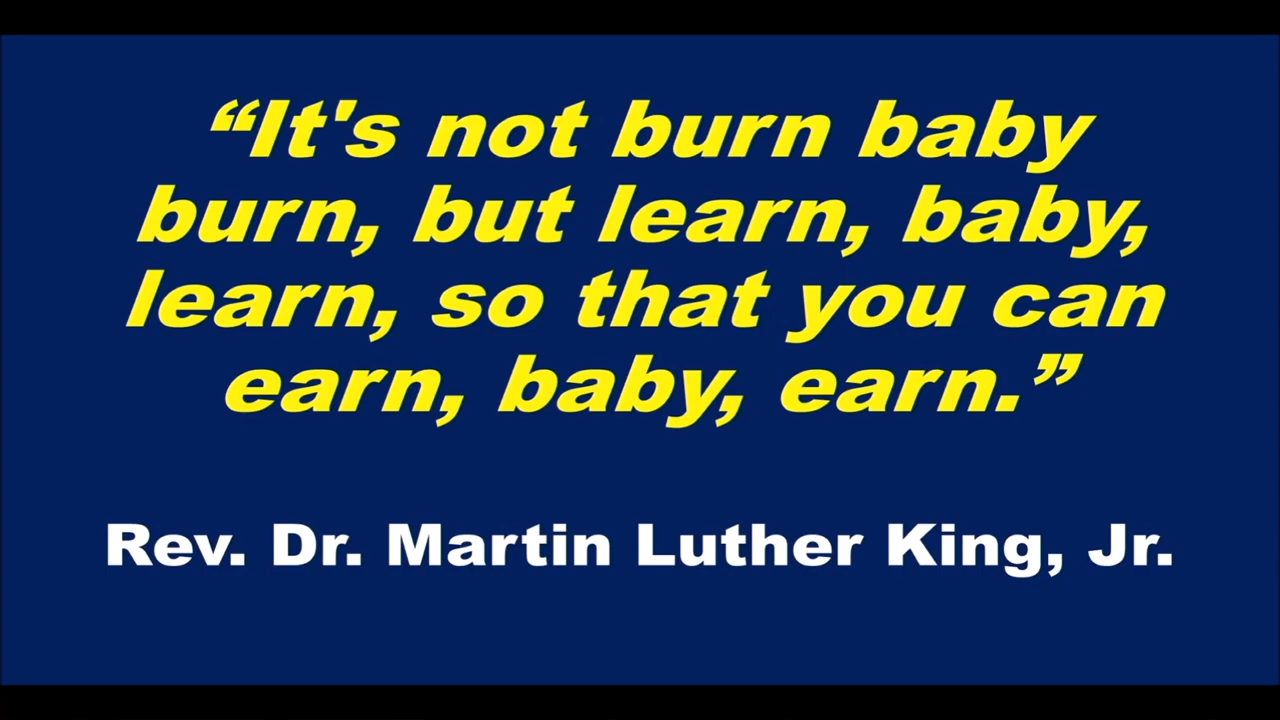 “It's not burn baby
burn, but learn, baby,
learn, so that you can
earn, baby, earn.”
Rev. Dr. Martin Luther King, Jr.